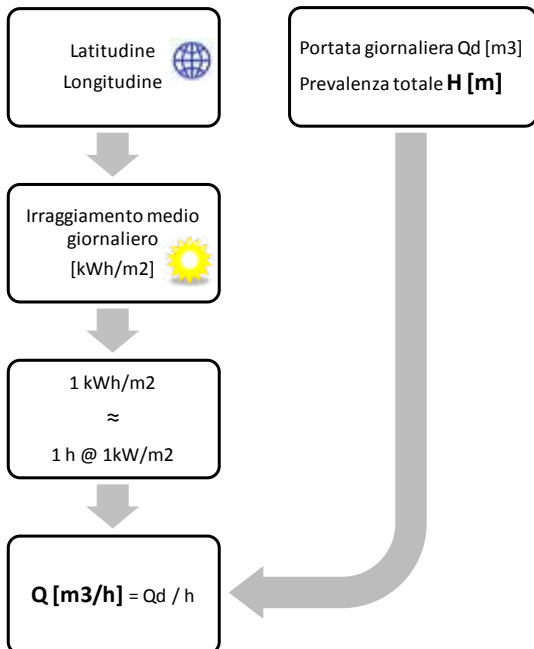 Latitudine
Longitudine
Portata giornaliera Qd [m3]
Prevalenza totale H [m]
Irraggiamento medio
giornaliero
[kWh/m2]
1 kWh/m2
≈
1 h @ 1kW/m2
Q [m3/h] = Qd / h